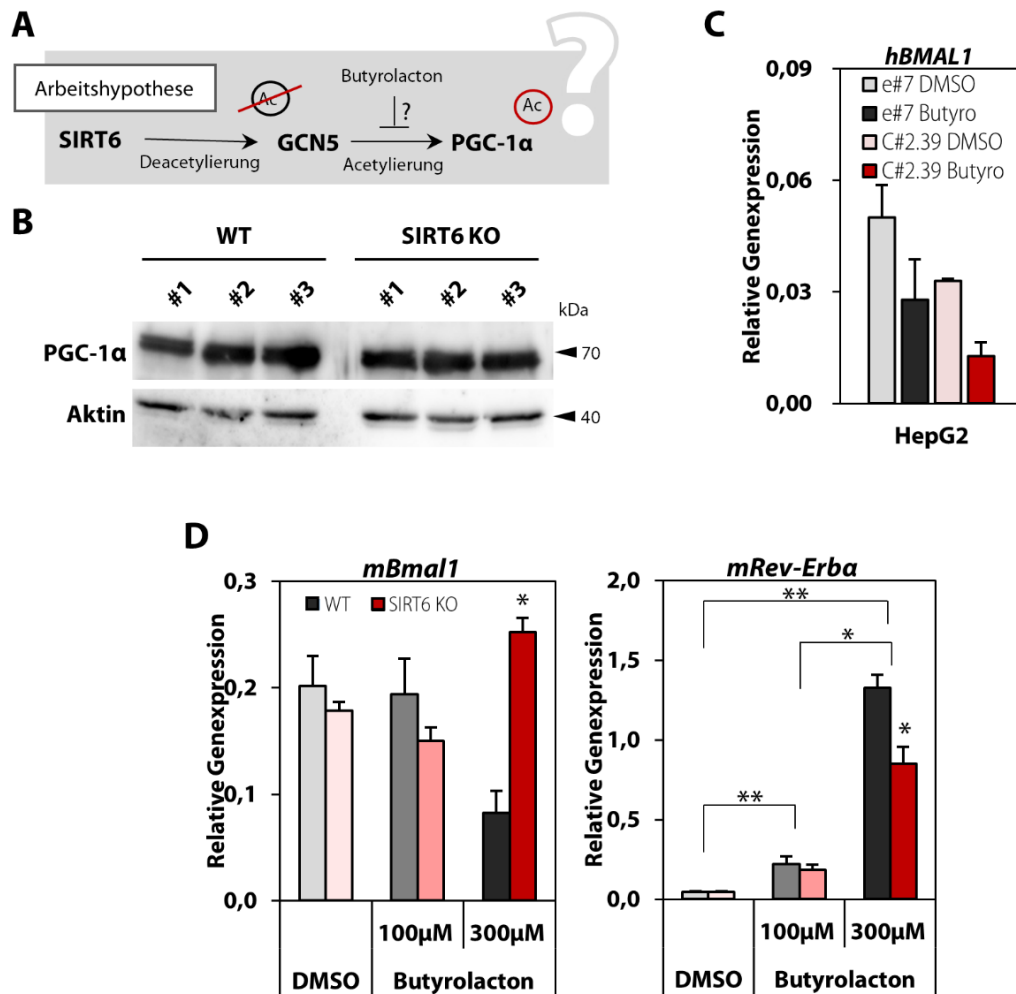 A
Arbeitshypothese
SIRT6
Deacetylierung
Ac
GCN5
Butyrolacton
?
Acetylierung
Ac
PGC-1α
?
B
WT
SIRT6 KO
#1
#2
#3
#1
#2
#3
kDa
PGC-1α
70
Aktin
40
C
hBMAL1
Relative Genexpression
0,09
0,06
0,03
0,00
e#7 DMSO
e#7 Butyro
C#2.39 DMSO
C#2.39 Butyro
HepG2
D
mBmal1
Relative Genexpression
0,3
0,2
0,1
0,0
WT
SIRT6 KO
*
100µM
300µM
DMSO
Butyrolacton
mRev-Erbα
Relative Genexpression
2,0
1,5
1,0
0,5
0,0
**
*
*
**
100µM
300µM
DMSO
Butyrolacton